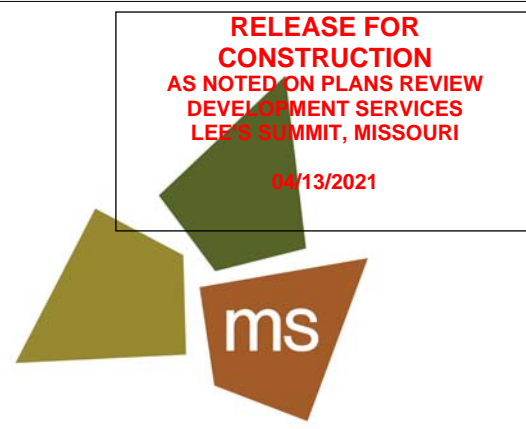 RELEASE FOR
CONSTRUCTION
AS NOTED ON PLANS REVIEW
DEVELOPMENT SERVICES
LEE'S SUMMIT, MISSOURI
04/13/2021
ms